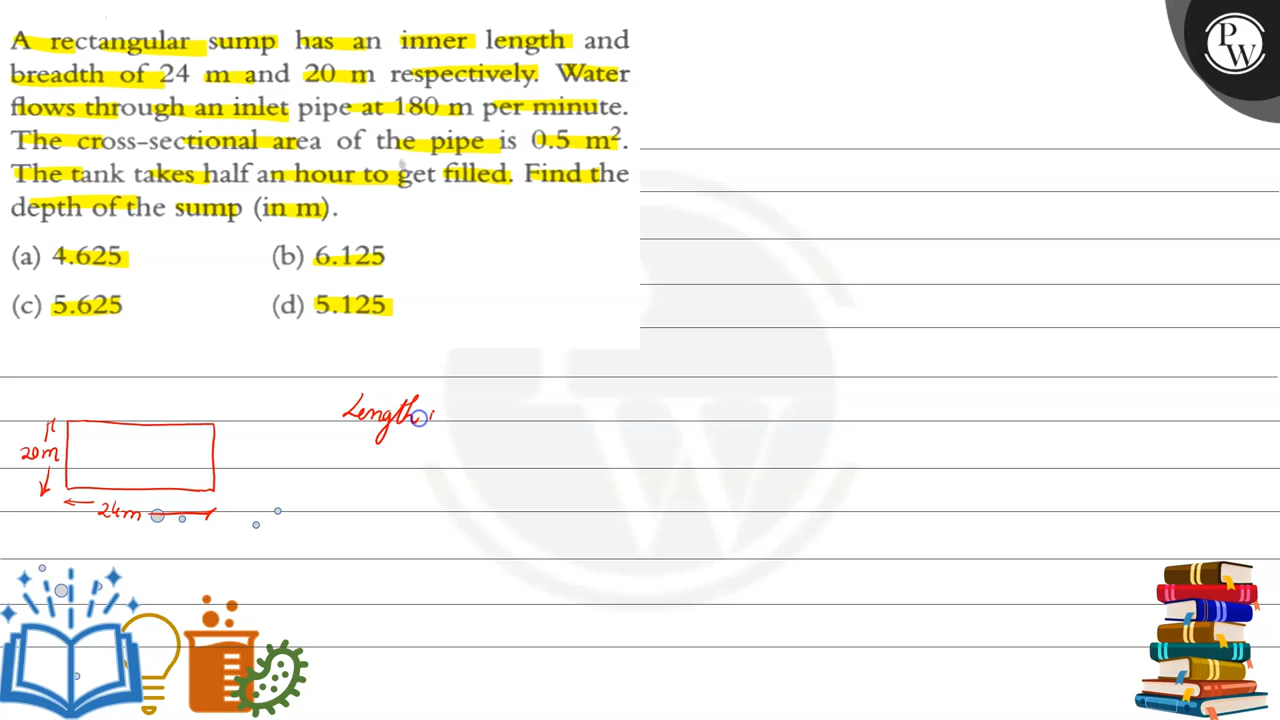 A rectangular sump has an inner length and
breadth of 24 m and 20 m respectively. Water
flows through an inlet pipe at 180 m per minute.
The cross-sectional area of the pipe is 0.5 m².
The tank takes half an hour to get filled. Find the
depth of the sump (in m).
(a) 4.625 (b) 6.125
(c) 5.625 (d) 5.125
Length
20m
24m
PW